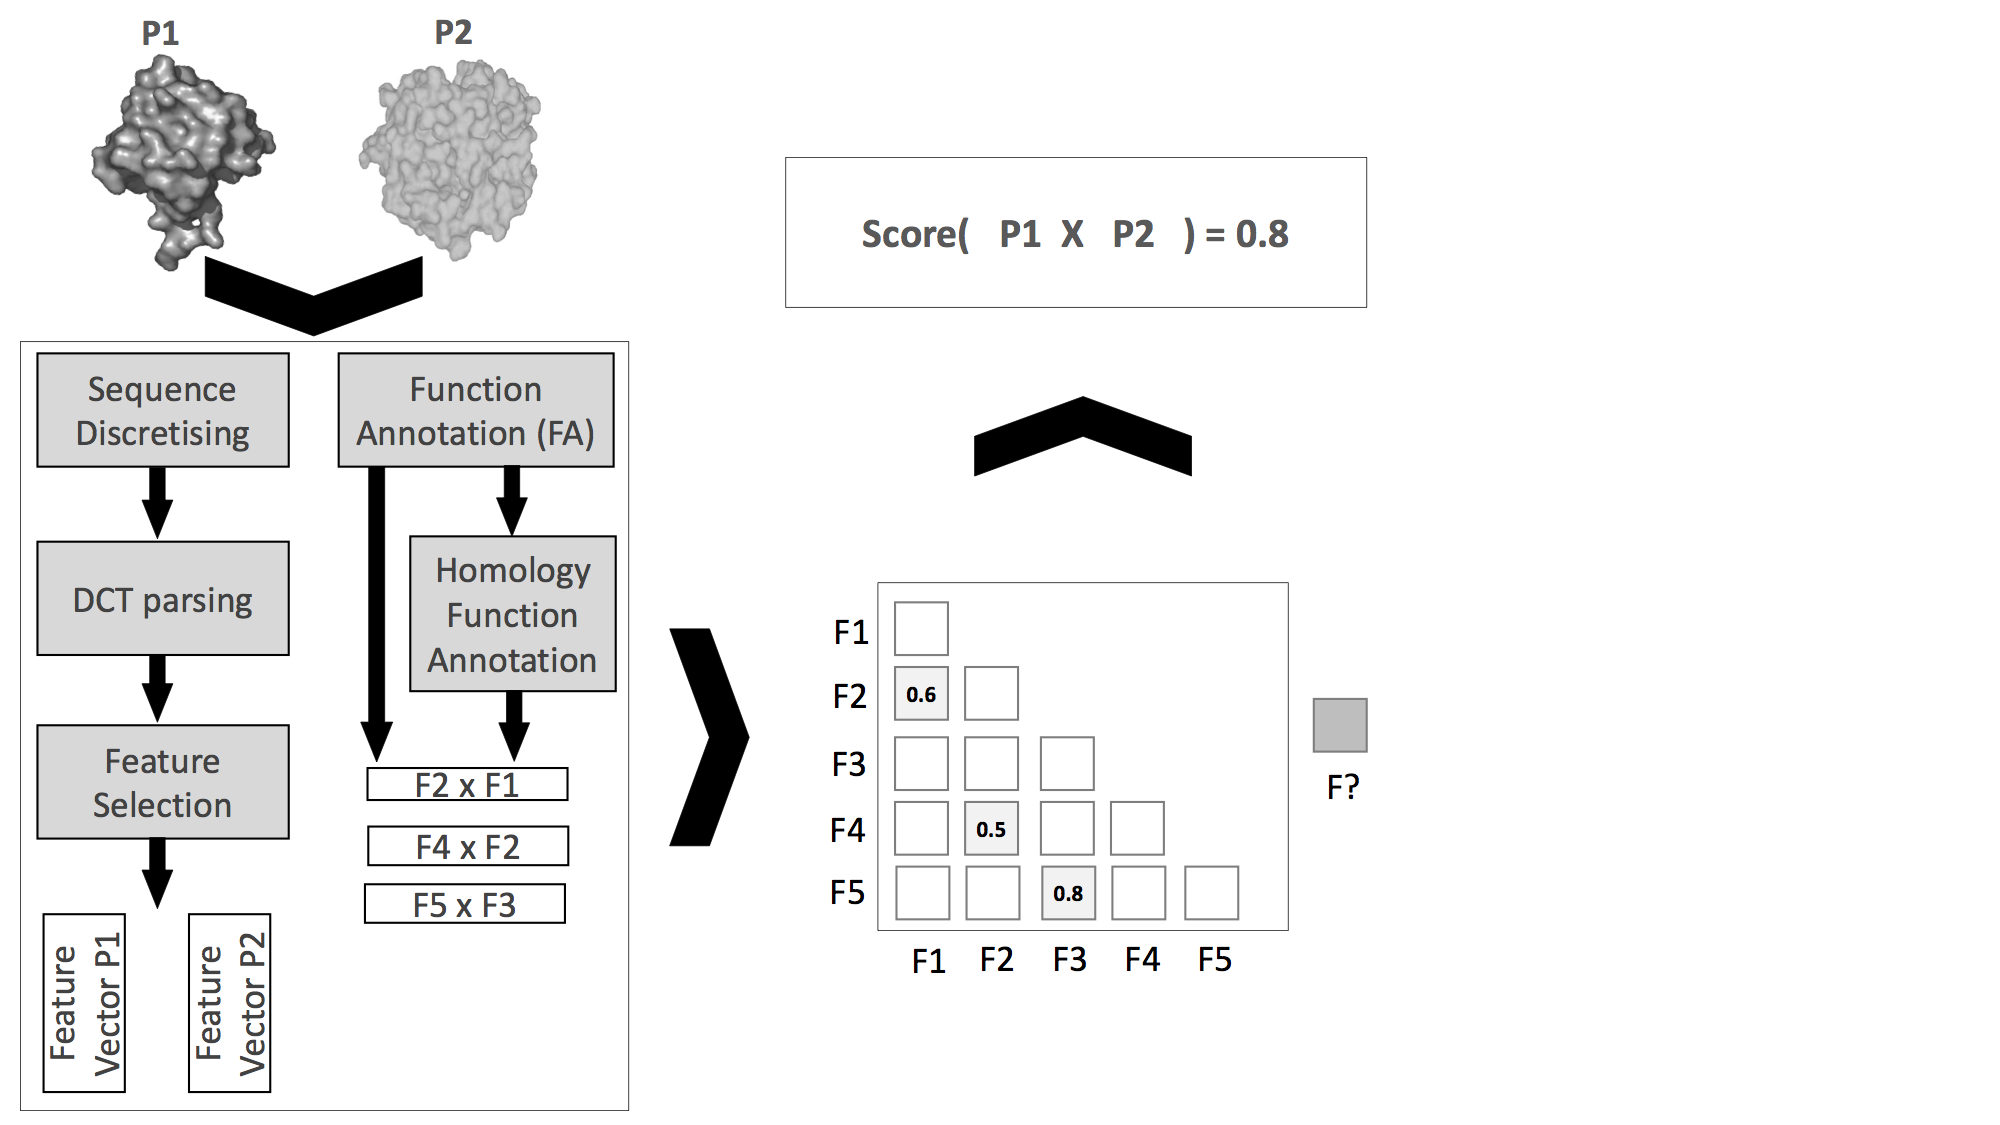 P1
P2
Sequence
Discretising
Function
Annotation (FA)
DCT parsing
Homology
Function
Annotation
Feature
Selection
F2 x F1
F4 x F2
F5 x F3
Feature
Vector P1
Feature
Vector P2
Score( P1 X P2 ) = 0.8
F1
F2
0.6
F3
F4
0.5
F5
0.8
F1 F2 F3 F4 F5
F?